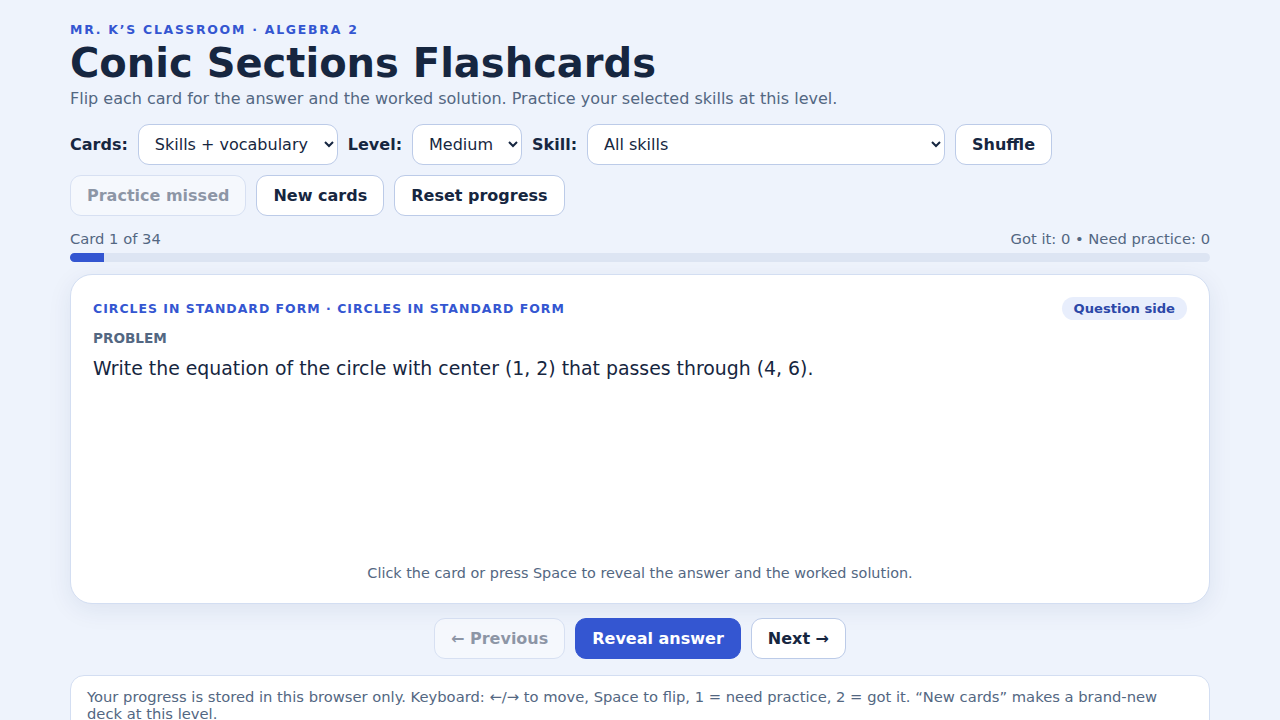 MR. K’S CLASSROOM · ALGEBRA 2
Conic Sections Flashcards
Flip each card for the answer and the worked solution. Practice your selected skills at this level.
Cards: Skills + vocabulary Level: Medium Skill: All skills Shuffle
Practice missed New cards Reset progress
Card 1 of 34 Got it: 0 • Need practice: 0
CIRCLES IN STANDARD FORM · CIRCLES IN STANDARD FORM Question side
PROBLEM
Write the equation of the circle with center (1, 2) that passes through (4, 6).
Click the card or press Space to reveal the answer and the worked solution.
← Previous Reveal answer Next →
Your progress is stored in this browser only. Keyboard: ←/→ to move, Space to flip, 1 = need practice, 2 = got it. “New cards” makes a brand-new
deck at this level.